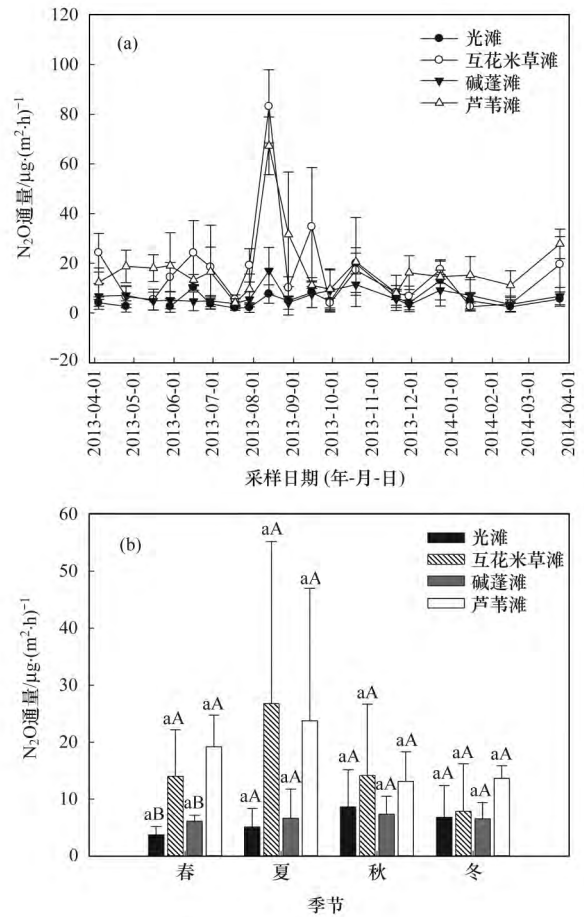 120
100
80
60
40
20
0
−20
N₂O通量/μg·(m²·h)⁻¹
(a)
光滩
互花米草滩
碱蓬滩
芦苇滩
2013-04-01
2013-05-01
2013-06-01
2013-07-01
2013-08-01
2013-09-01
2013-10-01
2013-11-01
2013-12-01
2014-01-01
2014-02-01
2014-03-01
2014-04-01
采样日期 (年-月-日)
60
50
40
30
20
10
0
N₂O通量/μg·(m²·h)⁻¹
(b)
光滩
互花米草滩
碱蓬滩
芦苇滩
aB aA aB aA
aA aA aA aA
aA aA aA aA
aA aA aA aA
春 夏 秋 冬
季节